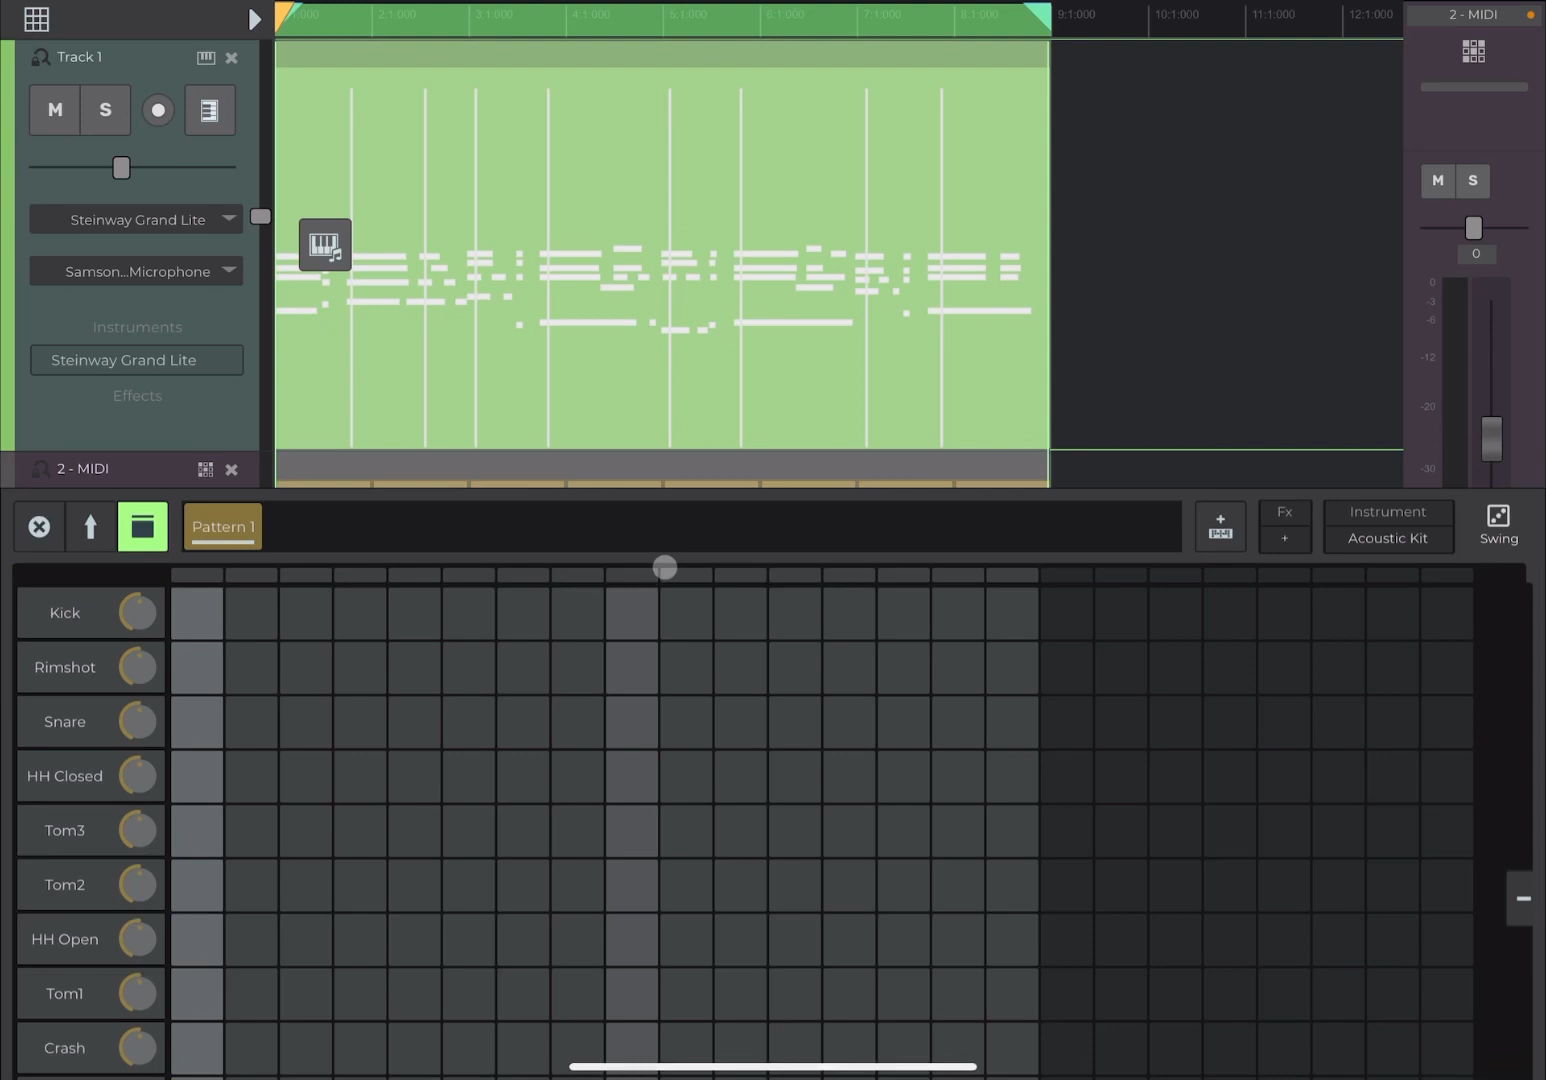 2:1:000
3:1:000
4:1:000
5:1:000
6:1:000
7:1:000
8:1:000
9:1:000
10:1:000
11:1:000
12:1:000
2 - MIDI
Track 1
M
S
Steinway Grand Lite
Samson...Microphone
Instruments
Steinway Grand Lite
Effects
2 - MIDI
M
S
0
0
-3
-6
-12
-20
-30
Pattern 1
Fx
+
Instrument
Acoustic Kit
Swing
Kick
Rimshot
Snare
HH Closed
Tom3
Tom2
HH Open
Tom1
Crash